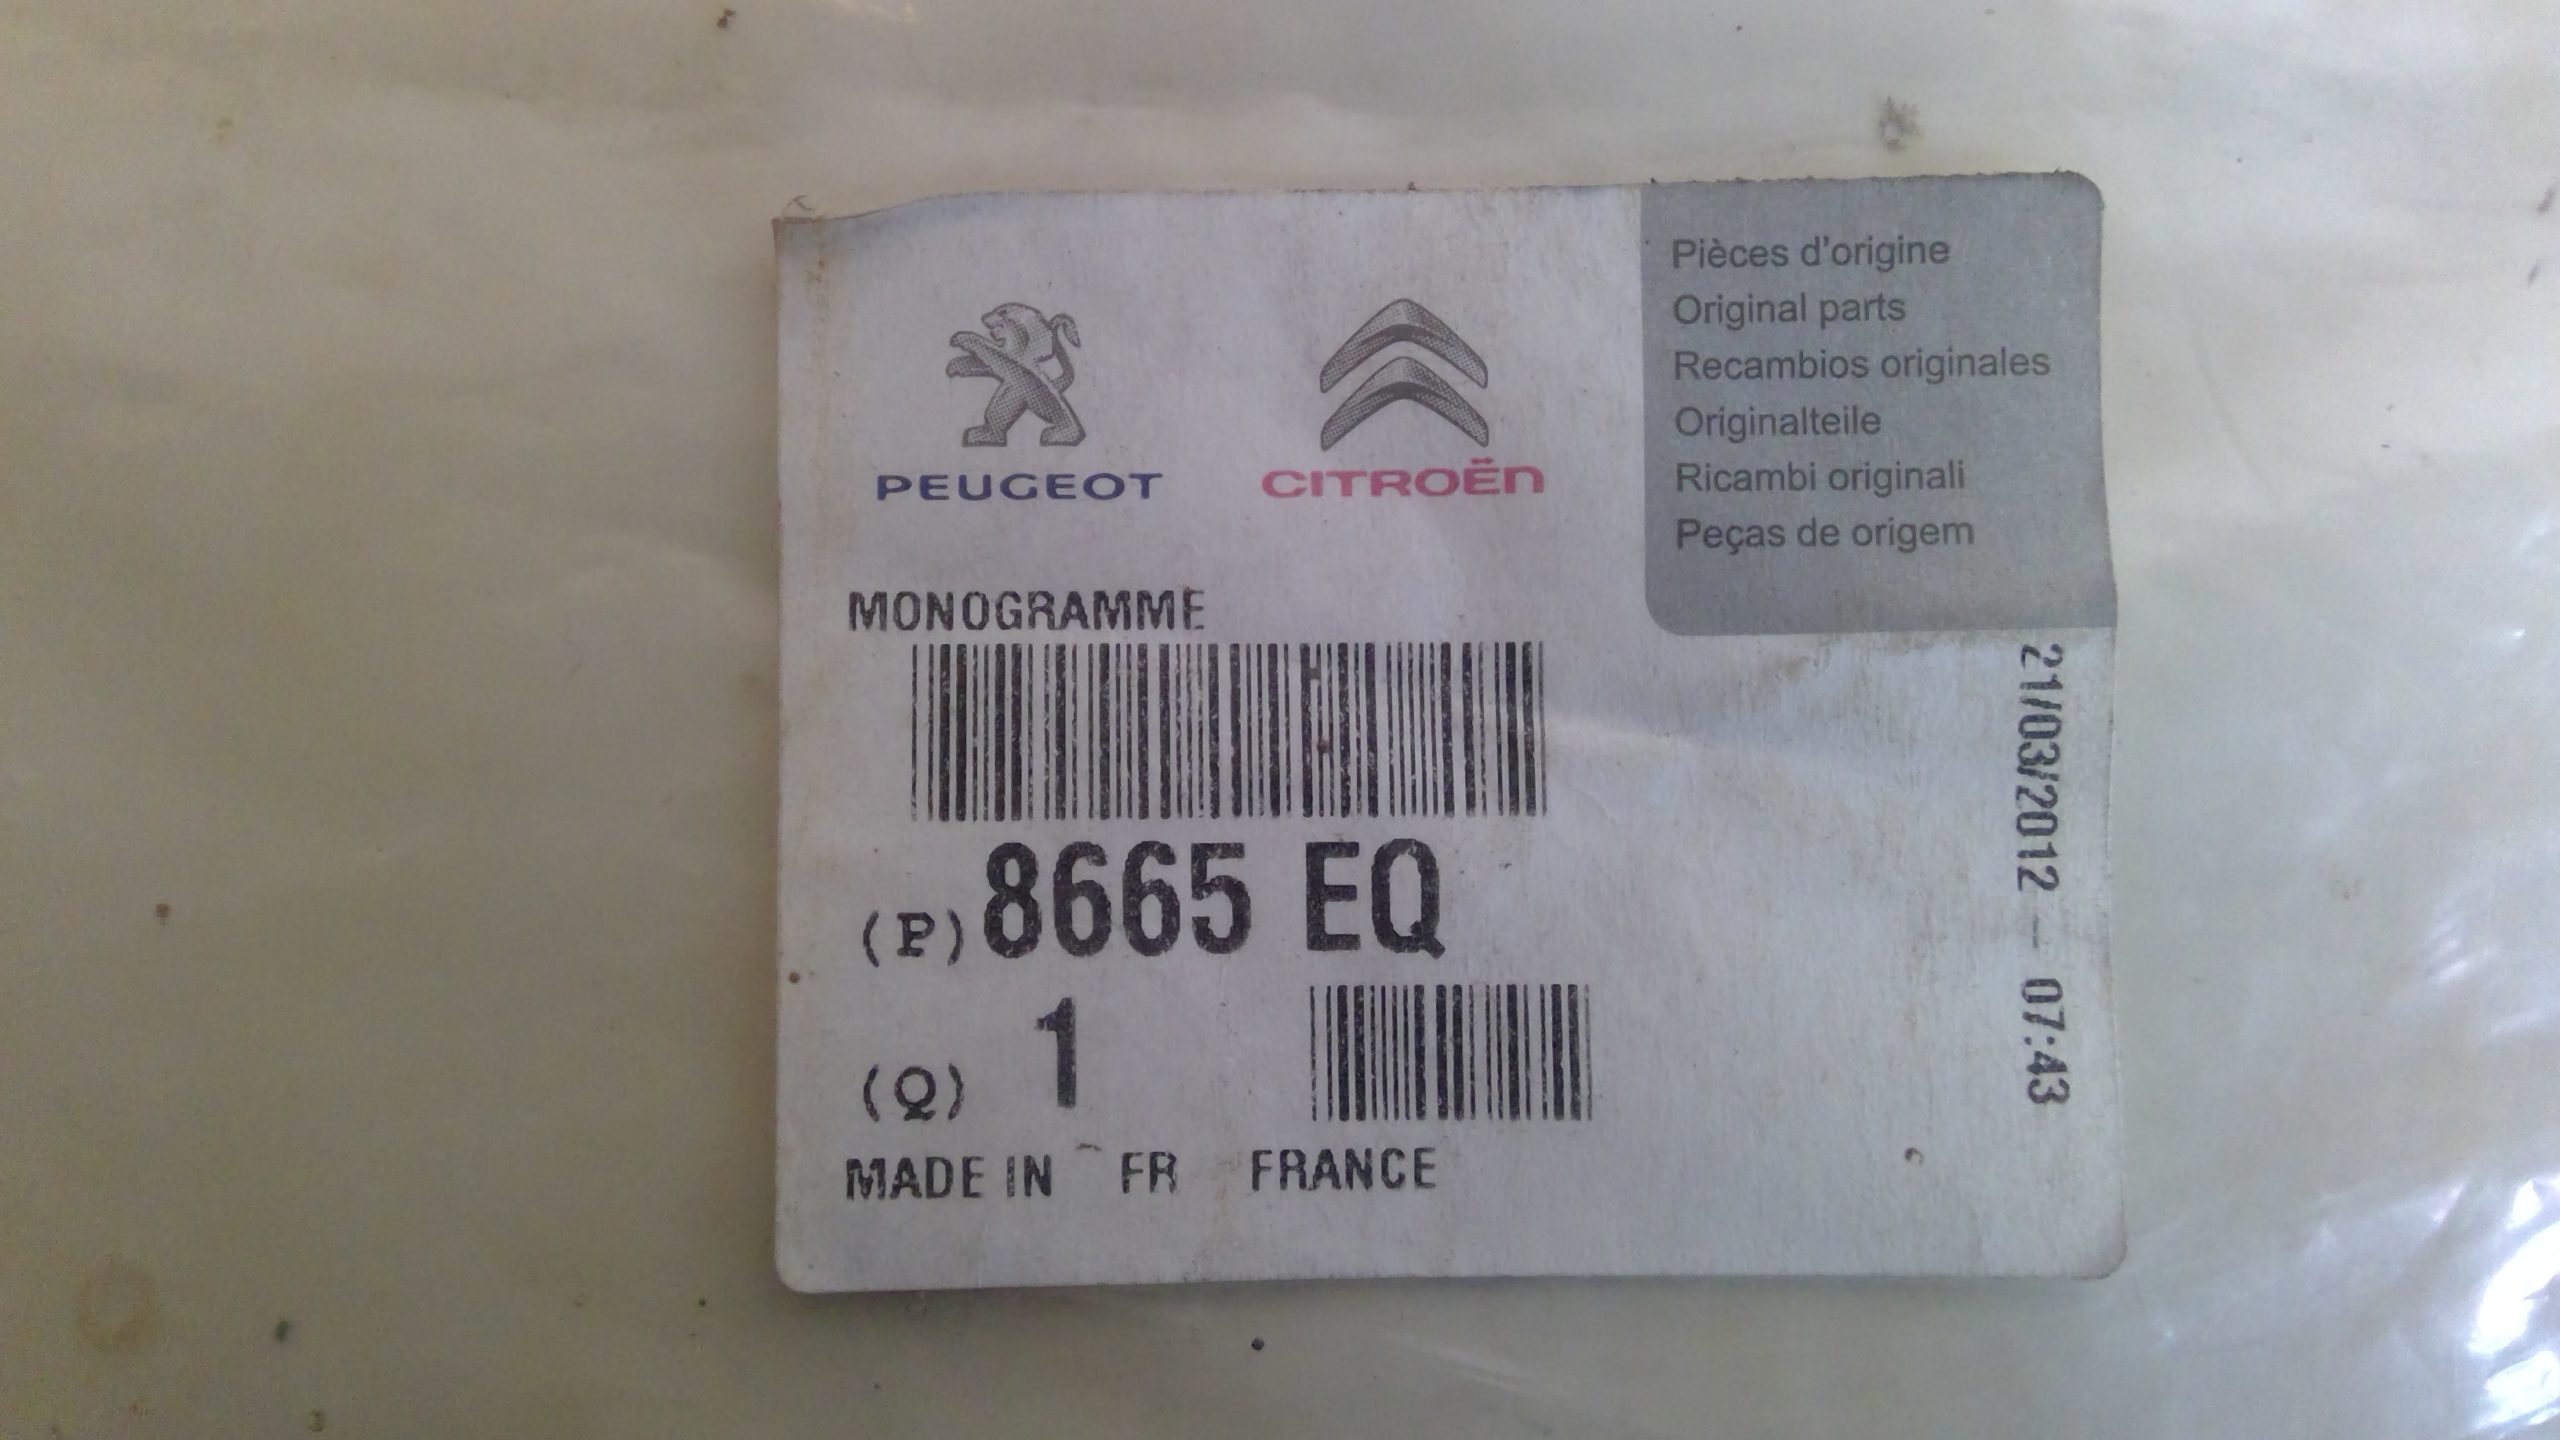 PEUGEOT
CITROËN
Pièces d'origine
Original parts
Recambios originales
Originalteile
Ricambi originali
Peças de origem
MONOGRAMME
(P) 8665 EQ
(Q) 1
MADE IN FR FRANCE
21/03/2012 - 07:43